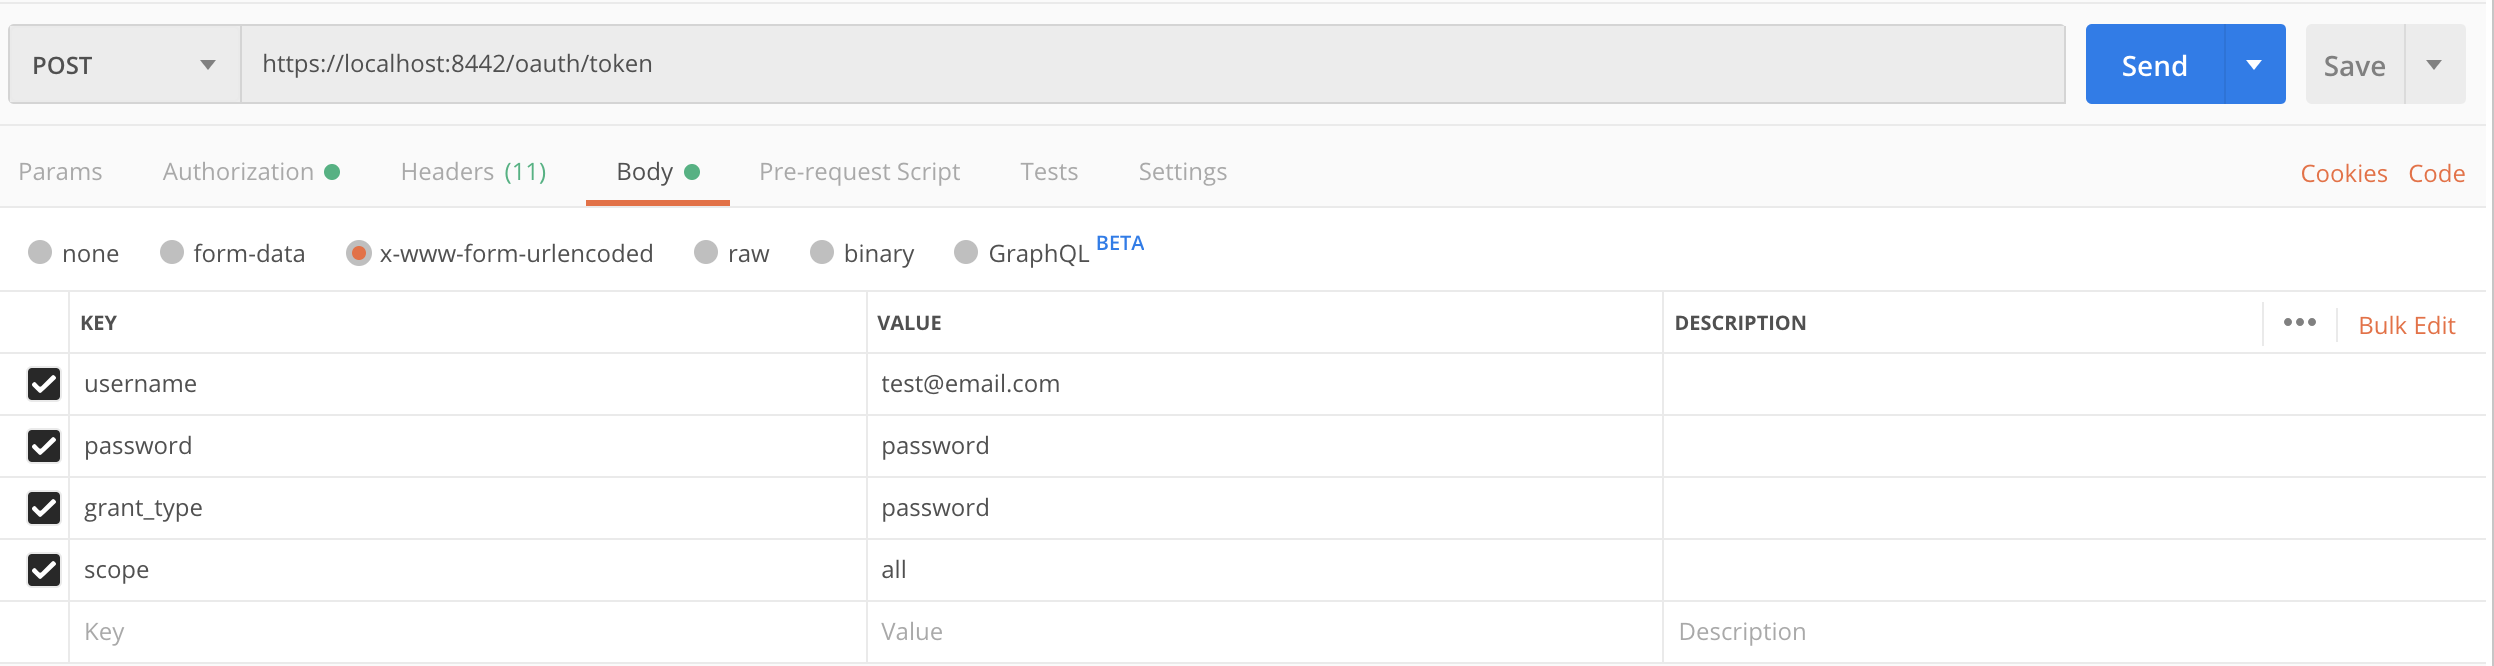 POST https://localhost:8442/oauth/token Send Save
Params Authorization Headers (11) Body Pre-request Script Tests Settings Cookies Code
none form-data x-www-form-urlencoded raw binary GraphQL BETA
KEY VALUE DESCRIPTION ••• Bulk Edit
username test@email.com
password password
grant_type password
scope all
Key Value Description